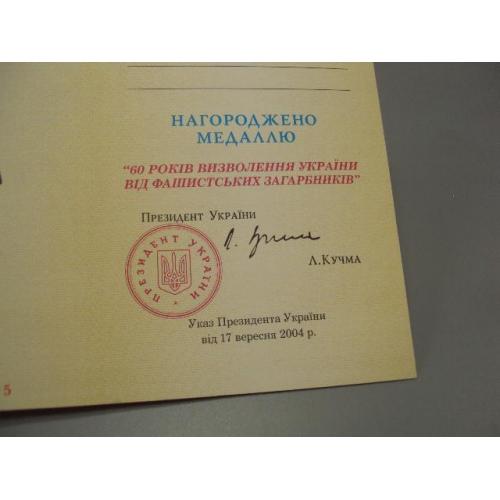 НАГОРОДЖЕНО
МЕДАЛЛЮ
“60 РОКІВ ВИЗВОЛЕННЯ УКРАЇНИ
ВІД ФАШИСТСЬКИХ ЗАГАРБНИКІВ”
ПРЕЗИДЕНТ УКРАЇНИ
ПРЕЗИДЕНТ УКРАЇНИ
Л.КУЧМА
Указ Президента України
від 17 вересня 2004 р.
5